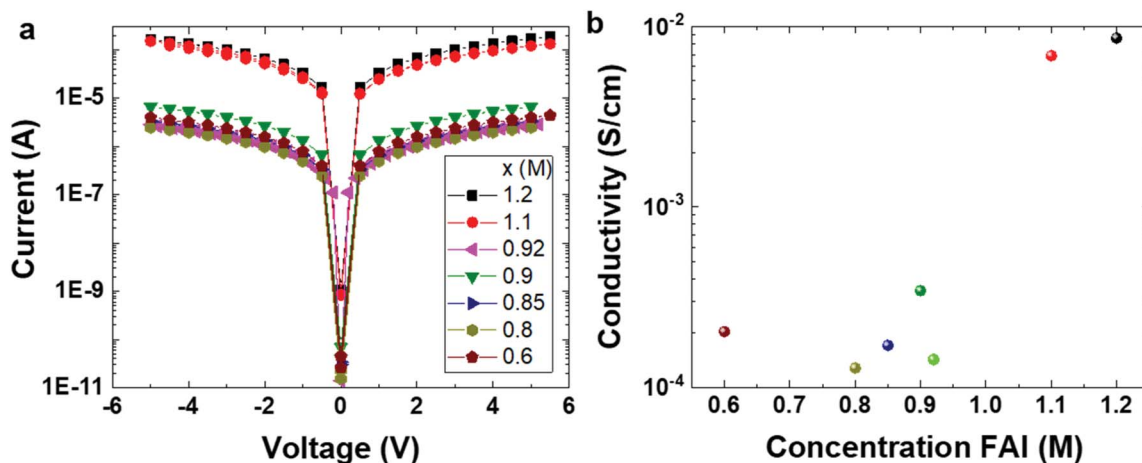 a
Current (A)
1E-5
1E-7
1E-9
1E-11
-6
-4
-2
0
2
4
6
Voltage (V)
x (M)
1.2
1.1
0.92
0.9
0.85
0.8
0.6
b
Conductivity (S/cm)
10⁻²
10⁻³
10⁻⁴
0.6
0.7
0.8
0.9
1.0
1.1
1.2
Concentration FAI (M)